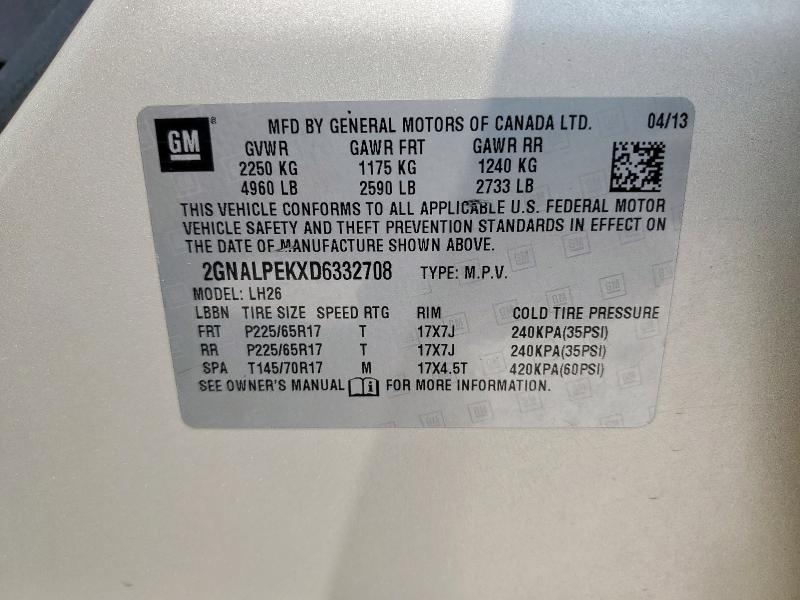 GM ® MFD BY GENERAL MOTORS OF CANADA LTD. 04/13
GVWR GAWR FRT GAWR RR
2250 KG 1175 KG 1240 KG
4960 LB 2590 LB 2733 LB
THIS VEHICLE CONFORMS TO ALL APPLICABLE U.S. FEDERAL MOTOR
VEHICLE SAFETY AND THEFT PREVENTION STANDARDS IN EFFECT ON
THE DATE OF MANUFACTURE SHOWN ABOVE.
2GNALPEKXD6332708 TYPE: M.P.V.
MODEL: LH26
LBBN TIRE SIZE SPEED RTG RIM COLD TIRE PRESSURE
FRT P225/65R17 T 17X7J 240KPA(35PSI)
RR P225/65R17 T 17X7J 240KPA(35PSI)
SPA T145/70R17 M 17X4.5T 420KPA(60PSI)
SEE OWNER'S MANUAL FOR MORE INFORMATION.